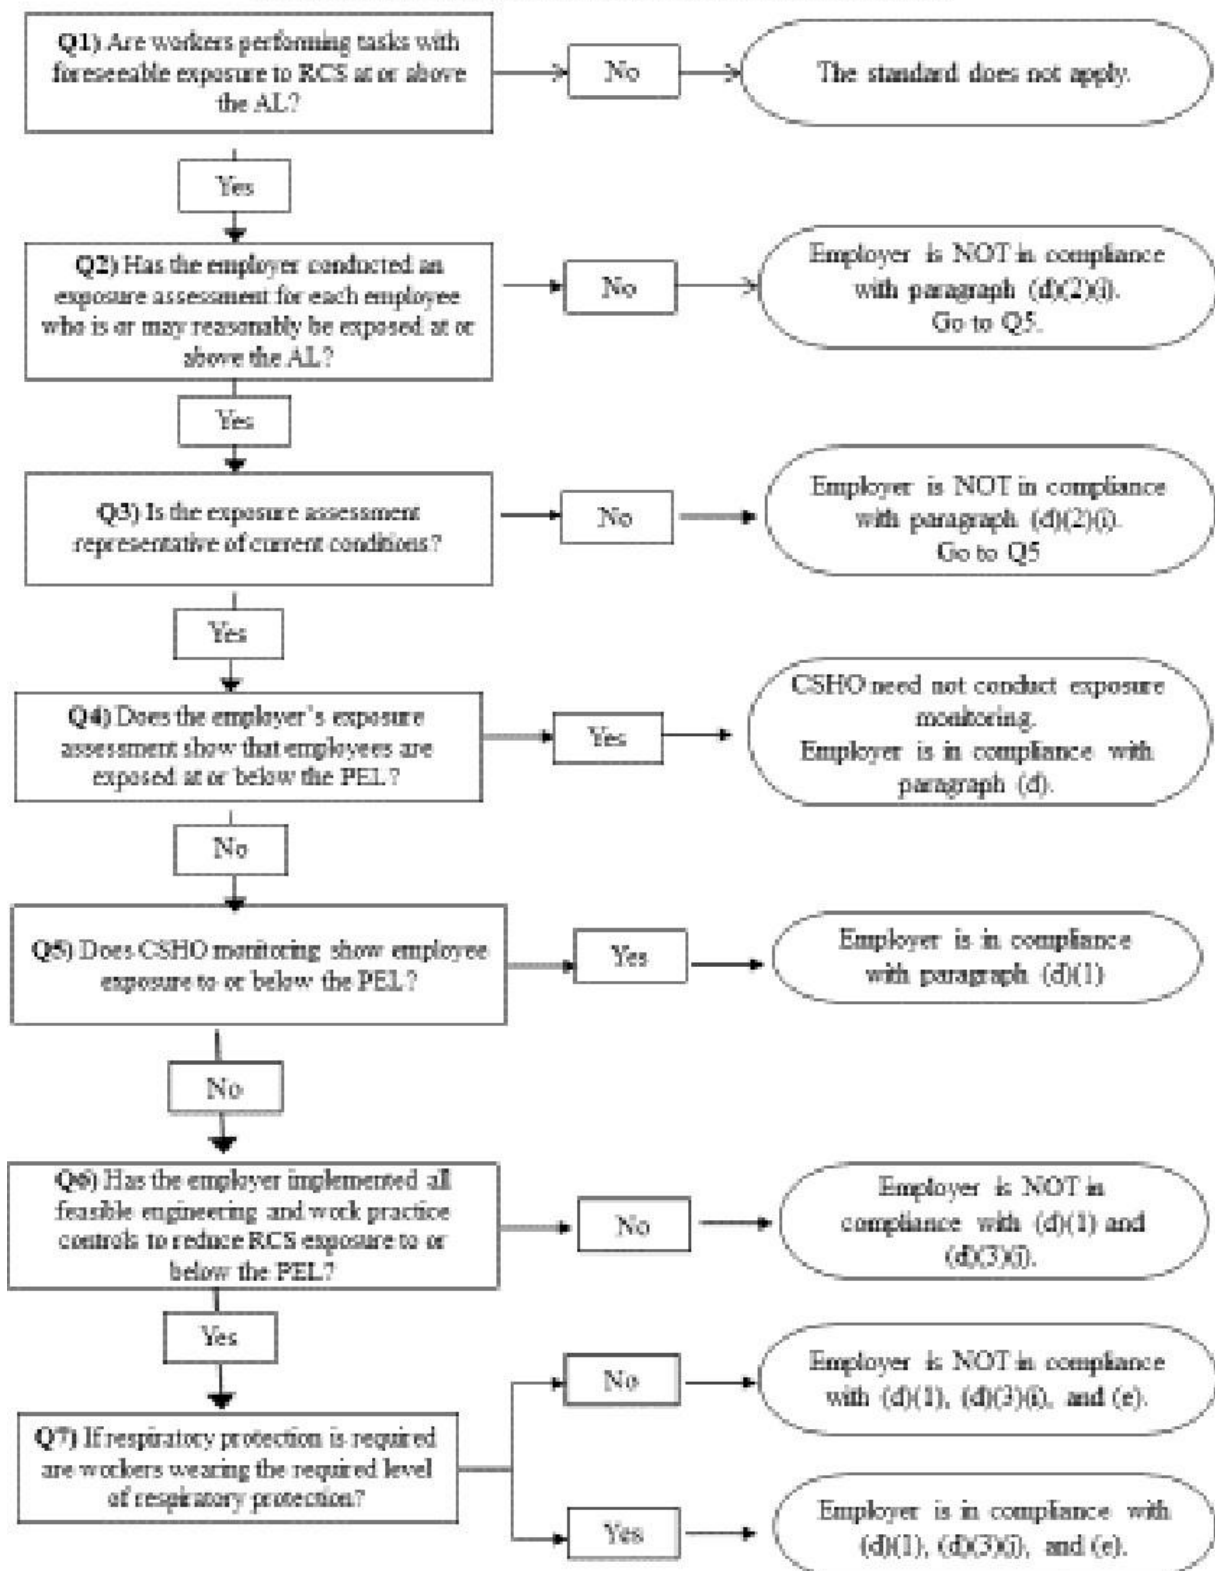 Q1) Are workers performing tasks with
foreseeable exposure to RCS at or above
the AL?
No
The standard does not apply.
Yes
Q2) Has the employer conducted an
exposure assessment for each employee
who is or may reasonably be exposed at or
above the AL?
No
Employer is NOT in compliance
with paragraph (d)(2)(i).
Go to Q5.
Yes
Q3) Is the exposure assessment
representative of current conditions?
No
Employer is NOT in compliance
with paragraph (d)(2)(i).
Go to Q5
Yes
Q4) Does the employer's exposure
assessment show that employees are
exposed at or below the PEL?
Yes
CSHO need not conduct exposure
monitoring.
Employer is in compliance with
paragraph (d).
No
Q5) Does CSHO monitoring show employee
exposure to or below the PEL?
Yes
Employer is in compliance
with paragraph (d)(1)
No
Q6) Has the employer implemented all
feasible engineering and work practice
controls to reduce RCS exposure to or
below the PEL?
No
Employer is NOT in
compliance with (d)(1) and
(d)(3)(i).
Yes
Q7) If respiratory protection is required
are workers wearing the required level
of respiratory protection?
No
Employer is NOT in compliance
with (d)(1), (d)(3)(i), and (e).
Yes
Employer is in compliance with
(d)(1), (d)(3)(i), and (e).